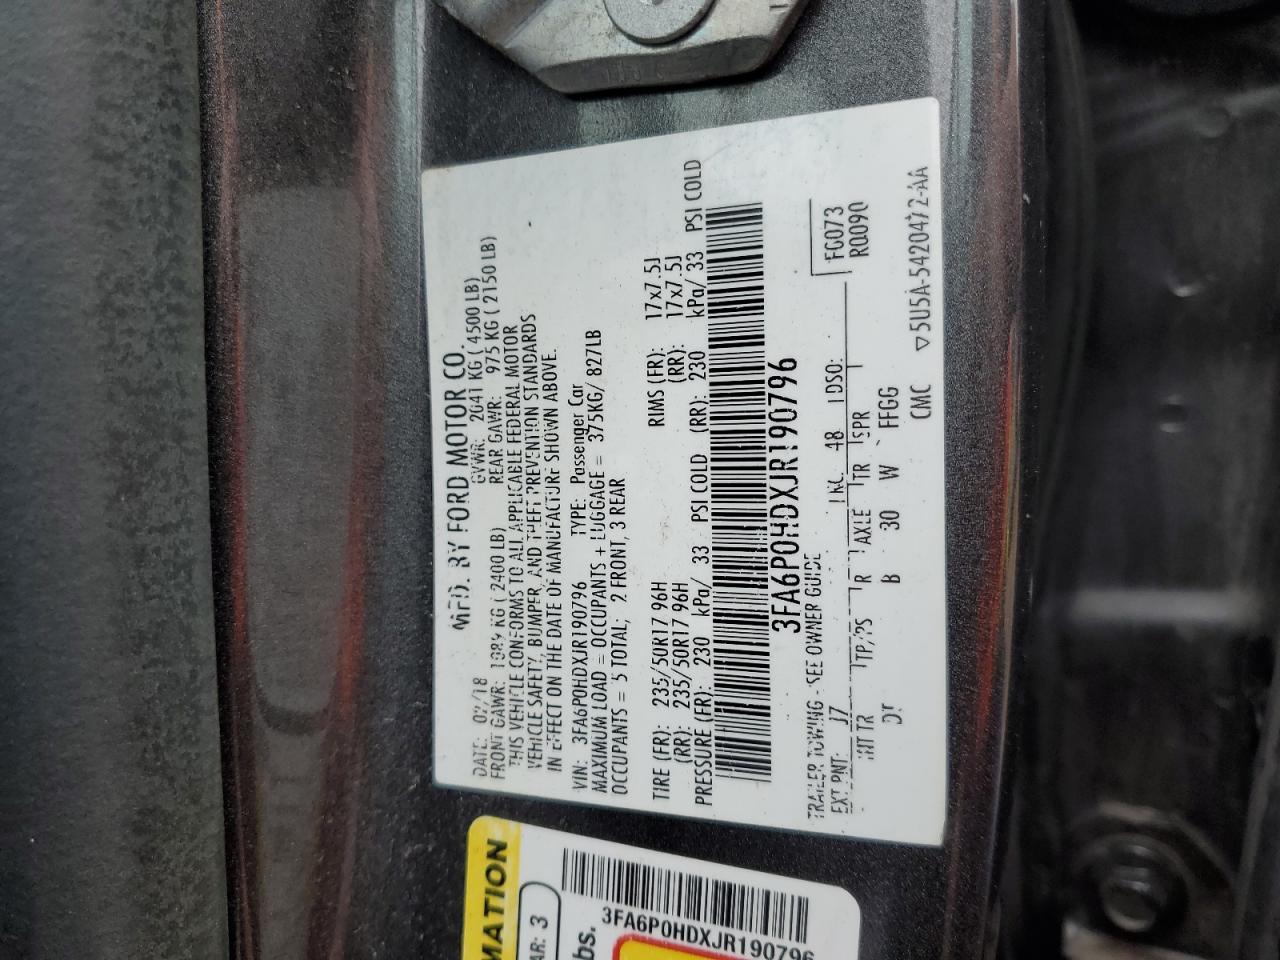 MFD. BY FORD MOTOR CO.
DATE: 02/18 GVWR: 2041 KG ( 4500 LB)
FRONT GAWR: 1089 KG ( 2400 LB) REAR GAWR: 975 KG ( 2150 LB)
THIS VEHICLE CONFORMS TO ALL APPLICABLE FEDERAL MOTOR
VEHICLE SAFETY, BUMPER, AND THEFT PREVENTION STANDARDS
IN EFFECT ON THE DATE OF MANUFACTURE SHOWN ABOVE.
VIN: 3FA6P0HDXJR190796 TYPE: Passenger Car
MAXIMUM LOAD = OCCUPANTS + LUGGAGE = 375KG/ 827LB
OCCUPANTS = 5 TOTAL; 2 FRONT, 3 REAR
TIRE (FR): 235/50R17 96H RIMS (FR): 17x7.5J
(RR): 235/50R17 96H (RR): 17x7.5J
PRESSURE (FR): 230 kPa/ 33 PSI COLD (RR): 230 kPa/ 33 PSI COLD
3FA6P0HDXJR190796
TRAILER TOWING - SEE OWNER GUIDE
EXT PNT: J7 48 DSO: FG073
INT TR TP/PS R AXLE TR SPR R0090
DT B 30 W FFGG
CMC ▽5U5A-5420472-AA
MATION
AR: 3
bs.
3FA6P0HDXJR190796